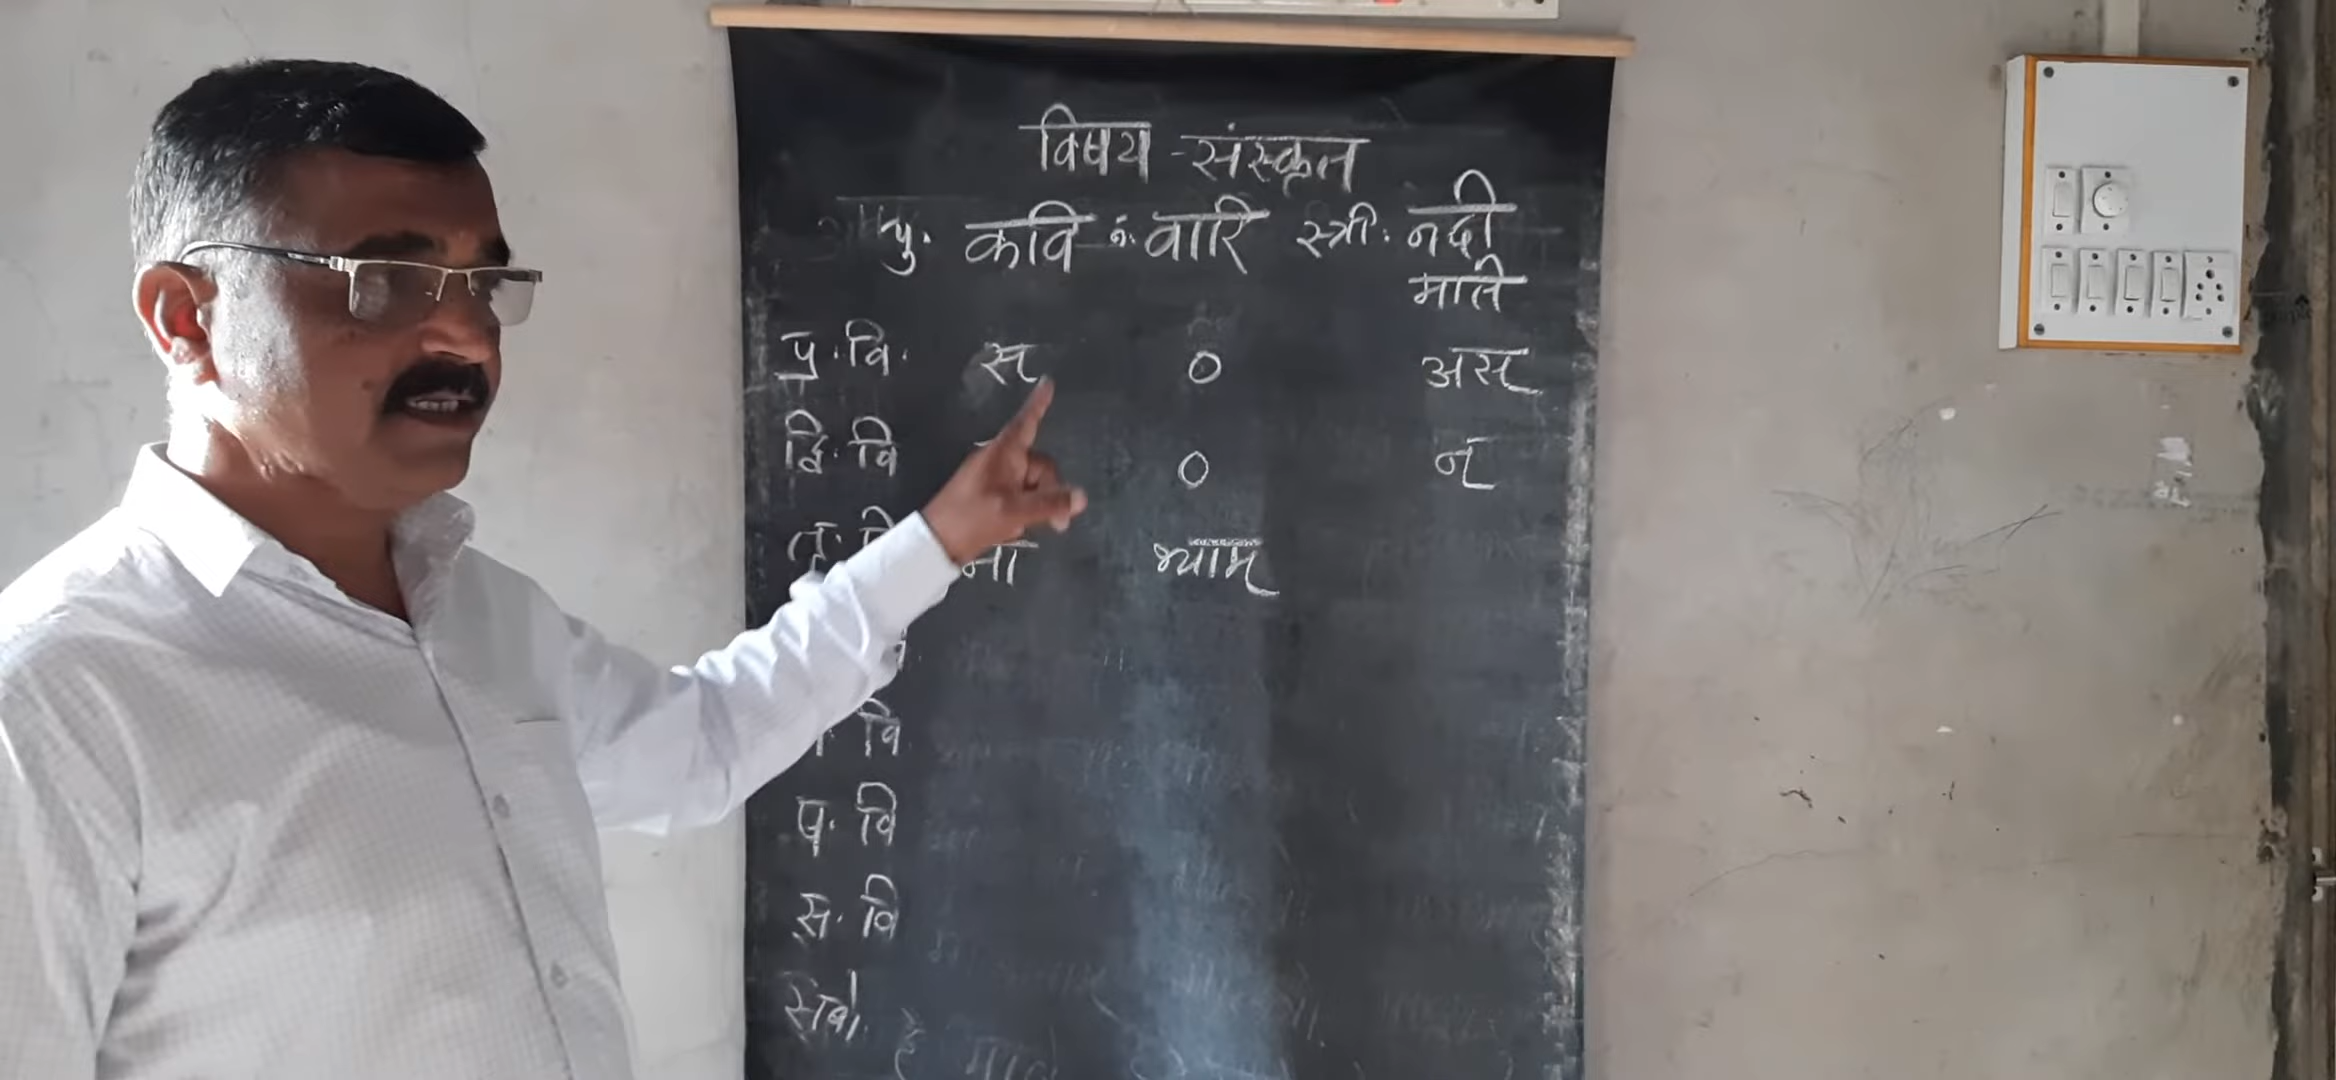 विषय - संस्कृत
पु. कवि न: वारि स्त्री: नदी
मति
प्र. वि. स् ० अस्
द्वि. वि ० न्
तृ. ना भ्याम्
वि
ष. वि
स. वि
संबो.
हे